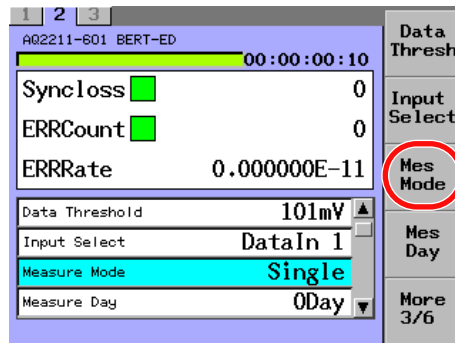 1 2 3
AQ2211-601 BERT-ED
00:00:00:10
Syncloss 0
ERRCount 0
ERRRate 0.000000E-11
Data Threshold 101mV
Input Select DataIn 1
Measure Mode Single
Measure Day 0Day
Data
Thresh
Input
Select
Mes
Mode
Mes
Day
More
3/6